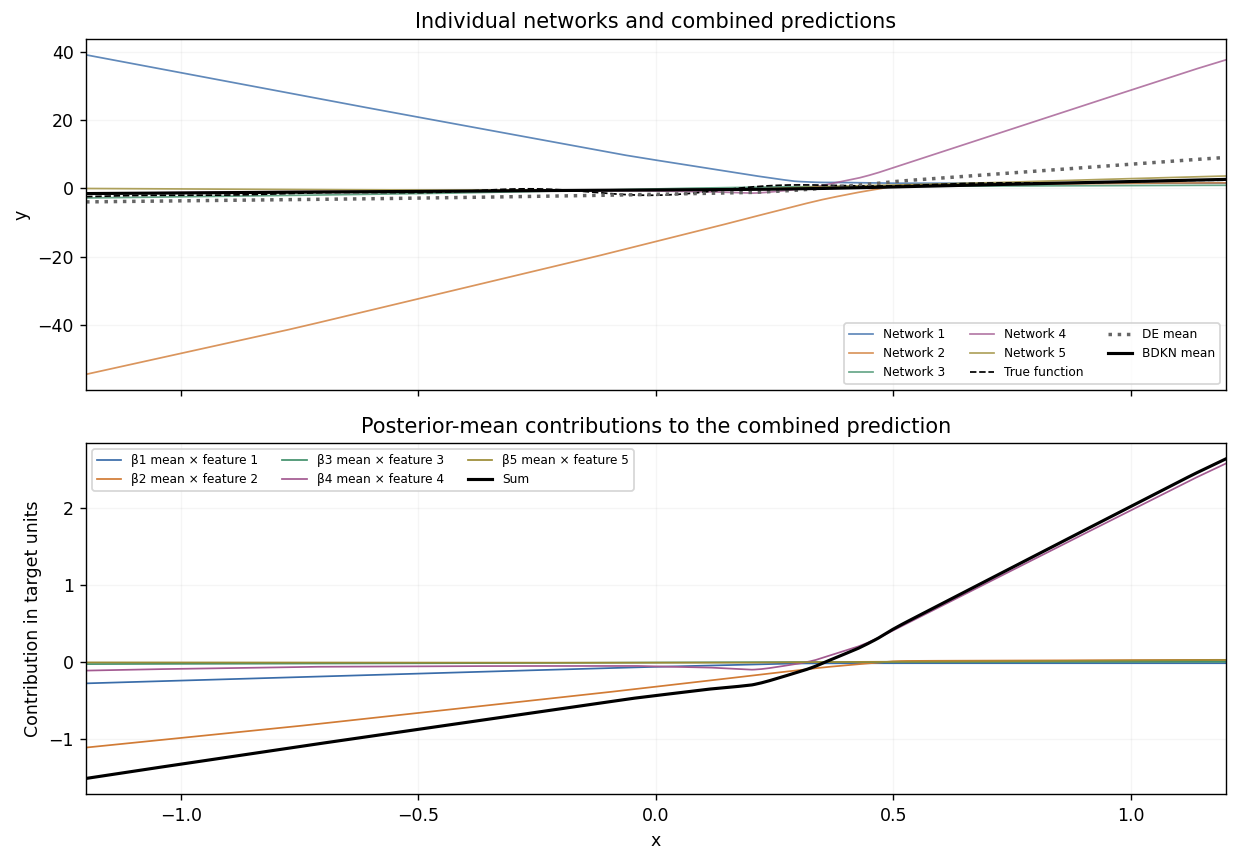 Individual networks and combined predictions
40
20
0
−20
−40
y
Network 1
Network 2
Network 3
Network 4
Network 5
True function
DE mean
BDKN mean
Posterior-mean contributions to the combined prediction
β1 mean × feature 1
β2 mean × feature 2
β3 mean × feature 3
β4 mean × feature 4
β5 mean × feature 5
Sum
2
1
0
−1
Contribution in target units
−1.0
−0.5
0.0
0.5
1.0
x